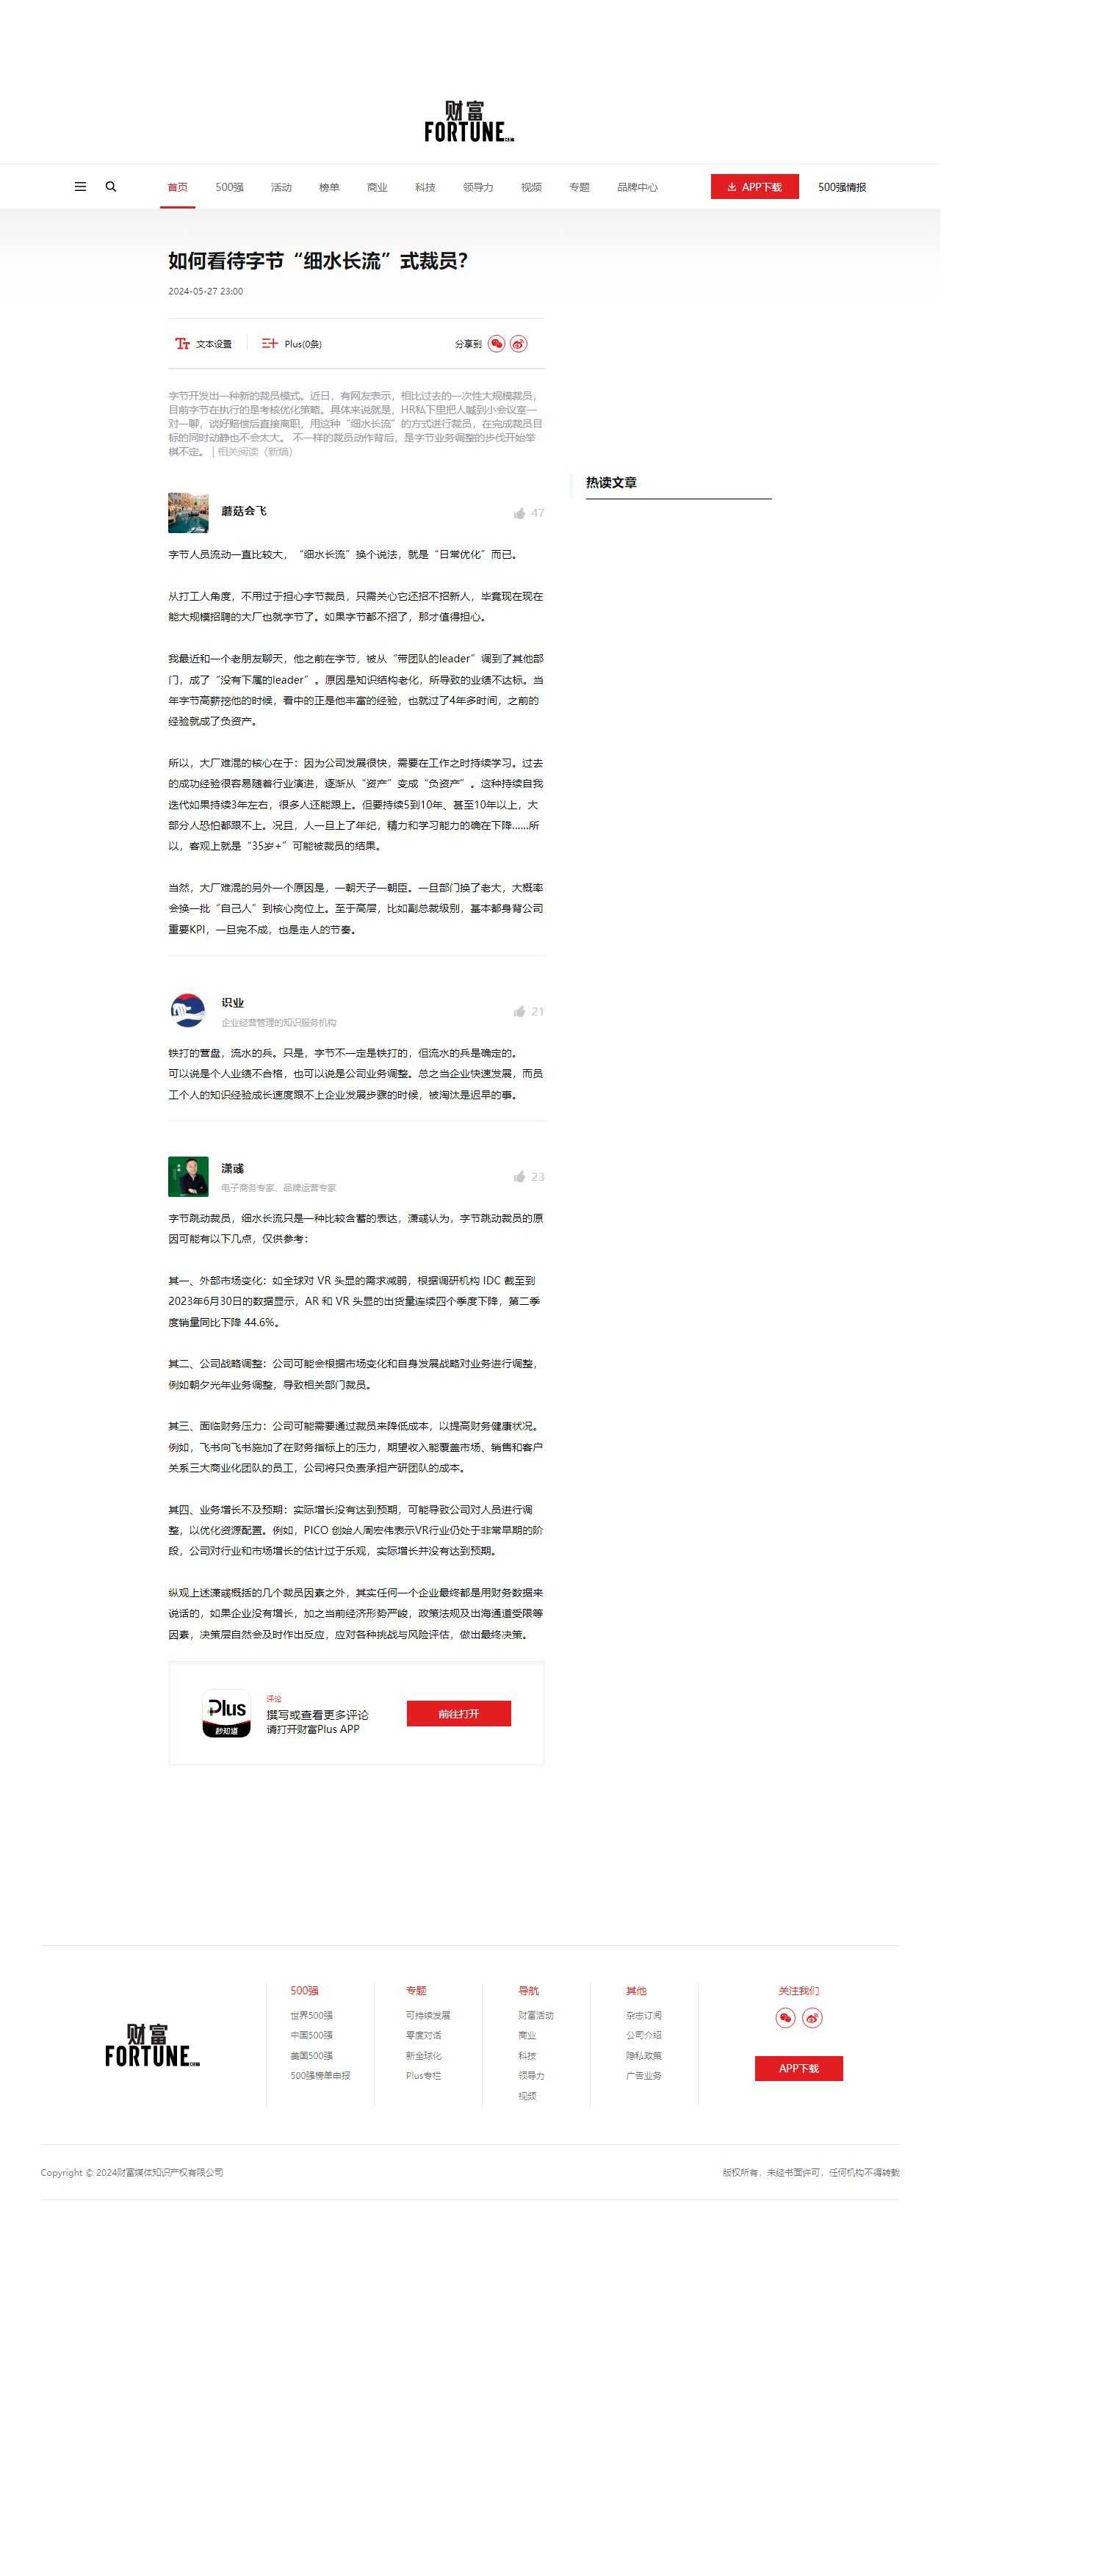 财富
FORTUNE
首页 500强 活动 榜单 商业 科技 领导力 视频 专题 品牌中心 APP下载 500强情报
如何看待字节“细水长流”式裁员？
2024-05-27 23:00
文本设置 Plus(0条) 分享到
字节开发出一种新的裁员模式。近日，有网友表示，相比过去的一次性大规模裁员，
目前字节在执行的是考核优化策略。具体来说就是，HR私下里把人喊到小会议室一
对一聊，谈好赔偿后直接离职，用这种“细水长流”的方式进行裁员，在完成裁员目
标的同时动静也不会太大。 不一样的裁员动作背后，是字节业务调整的步伐开始举
棋不定。 | 相关阅读（新熵）
热读文章
蘑菇会飞
47
字节人员流动一直比较大，“细水长流”换个说法，就是“日常优化”而已。
从打工人角度，不用过于担心字节裁员，只需关心它还招不招新人，毕竟现在现在
能大规模招聘的大厂也就字节了。如果字节都不招了，那才值得担心。
我最近和一个老朋友聊天，他之前在字节，被从“带团队的leader”调到了其他部
门，成了“没有下属的leader”。原因是知识结构老化，所导致的业绩不达标。当
年字节高薪挖他的时候，看中的正是他丰富的经验，也就过了4年多时间，之前的
经验就成了负资产。
所以，大厂难混的核心在于：因为公司发展很快，需要在工作之时持续学习。过去
的成功经验很容易随着行业演进，逐渐从“资产”变成“负资产”。这种持续自我
迭代如果持续3年左右，很多人还能跟上。但要持续5到10年、甚至10年以上，大
部分人恐怕都跟不上。况且，人一旦上了年纪，精力和学习能力的确在下降……所
以，客观上就是“35岁+”可能被裁员的结果。
当然，大厂难混的另外一个原因是，一朝天子一朝臣。一旦部门换了老大，大概率
会换一批“自己人”到核心岗位上。至于高层，比如副总裁级别，基本都身背公司
重要KPI，一旦完不成，也是走人的节奏。
识业
企业经营管理的知识服务机构
21
铁打的营盘，流水的兵。只是，字节不一定是铁打的，但流水的兵是确定的。
可以说是个人业绩不合格，也可以说是公司业务调整。总之当企业快速发展，而员
工个人的知识经验成长速度跟不上企业发展步骤的时候，被淘汰是迟早的事。
潇彧
电子商务专家、品牌运营专家
23
字节跳动裁员，细水长流只是一种比较含蓄的表达，潇彧认为，字节跳动裁员的原
因可能有以下几点，仅供参考：
其一、外部市场变化：如全球对 VR 头显的需求减弱，根据调研机构 IDC 截至到
2023年6月30日的数据显示，AR 和 VR 头显的出货量连续四个季度下降，第二季
度销量同比下降 44.6%。
其二、公司战略调整：公司可能会根据市场变化和自身发展战略对业务进行调整，
例如朝夕光年业务调整，导致相关部门裁员。
其三、面临财务压力：公司可能需要通过裁员来降低成本，以提高财务健康状况。
例如，飞书向飞书施加了在财务指标上的压力，期望收入能覆盖市场、销售和客户
关系三大商业化团队的员工，公司将只负责承担产研团队的成本。
其四、业务增长不及预期：实际增长没有达到预期，可能导致公司对人员进行调
整，以优化资源配置。例如，PICO 创始人周宏伟表示VR行业仍处于非常早期的阶
段，公司对行业和市场增长的估计过于乐观，实际增长并没有达到预期。
纵观上述潇彧概括的几个裁员因素之外，其实任何一个企业最终都是用财务数据来
说话的，如果企业没有增长，加之当前经济形势严峻，政策法规及出海通道受限等
因素，决策层自然会及时作出反应，应对各种挑战与风险评估，做出最终决策。
Plus
秒知道
评论
撰写或查看更多评论
请打开财富Plus APP
前往打开
财富
FORTUNE
500强
世界500强
中国500强
美国500强
500强榜单申报
专题
可持续发展
零度对话
新全球化
Plus专栏
导航
财富活动
商业
科技
领导力
视频
其他
杂志订阅
公司介绍
隐私政策
广告业务
关注我们
APP下载
Copyright © 2024财富媒体知识产权有限公司
版权所有，未经书面许可，任何机构不得转载